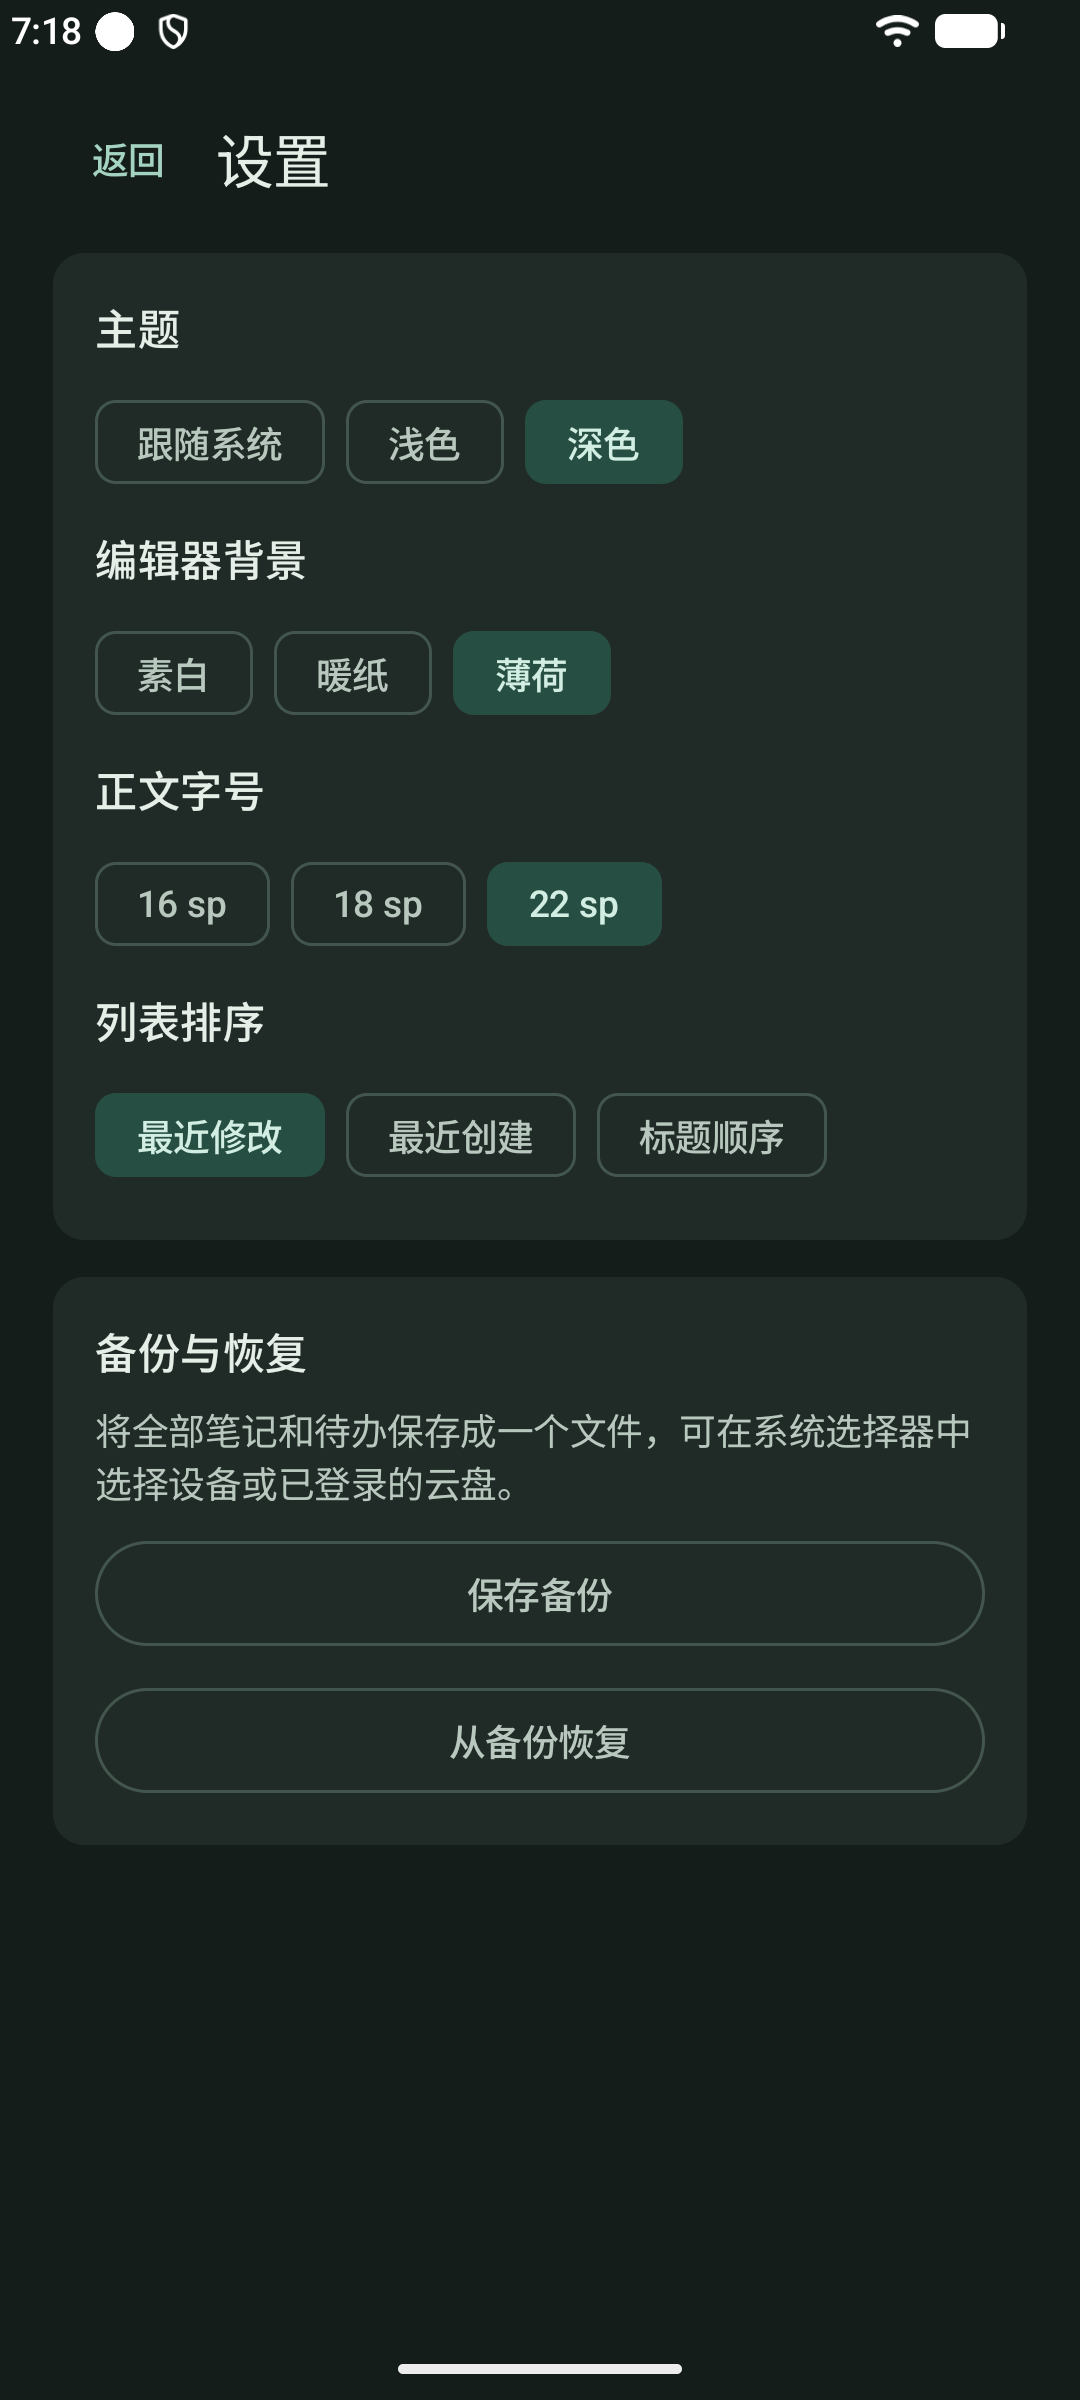 7:18
返回 设置
主题
跟随系统 浅色 深色
编辑器背景
素白 暖纸 薄荷
正文字号
16 sp 18 sp 22 sp
列表排序
最近修改 最近创建 标题顺序
备份与恢复
将全部笔记和待办保存成一个文件，可在系统选择器中
选择设备或已登录的云盘。
保存备份
从备份恢复